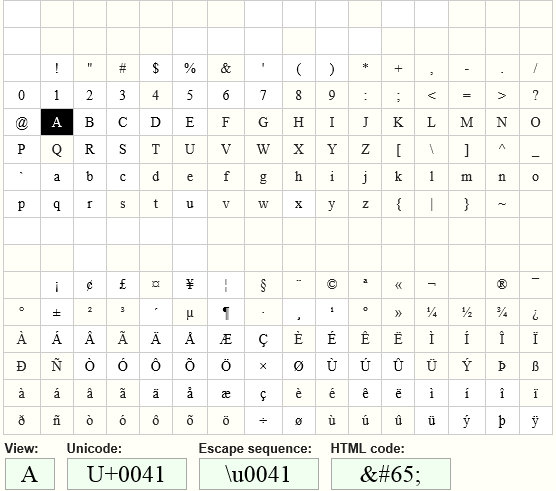 ! " # $ % & ' ( ) * + , - . /
0 1 2 3 4 5 6 7 8 9 : ; < = > ?
@ A B C D E F G H I J K L M N O
P Q R S T U V W X Y Z [ \ ] ^ _
` a b c d e f g h i j k l m n o
p q r s t u v w x y z { | } ~
¡ ¢ £ ¤ ¥ ¦ § ¨ © ª « ¬ ® ¯
° ± ² ³ ´ µ ¶ · ¸ ¹ º » ¼ ½ ¾ ¿
À Á Â Ã Ä Å Æ Ç È É Ê Ë Ì Í Î Ï
Ð Ñ Ò Ó Ô Õ Ö × Ø Ù Ú Û Ü Ý Þ ß
à á â ã ä å æ ç è é ê ë ì í î ï
ð ñ ò ó ô õ ö ÷ ø ù ú û ü ý þ ÿ
View: Unicode: Escape sequence: HTML code:
A U+0041 \u0041 &#65;